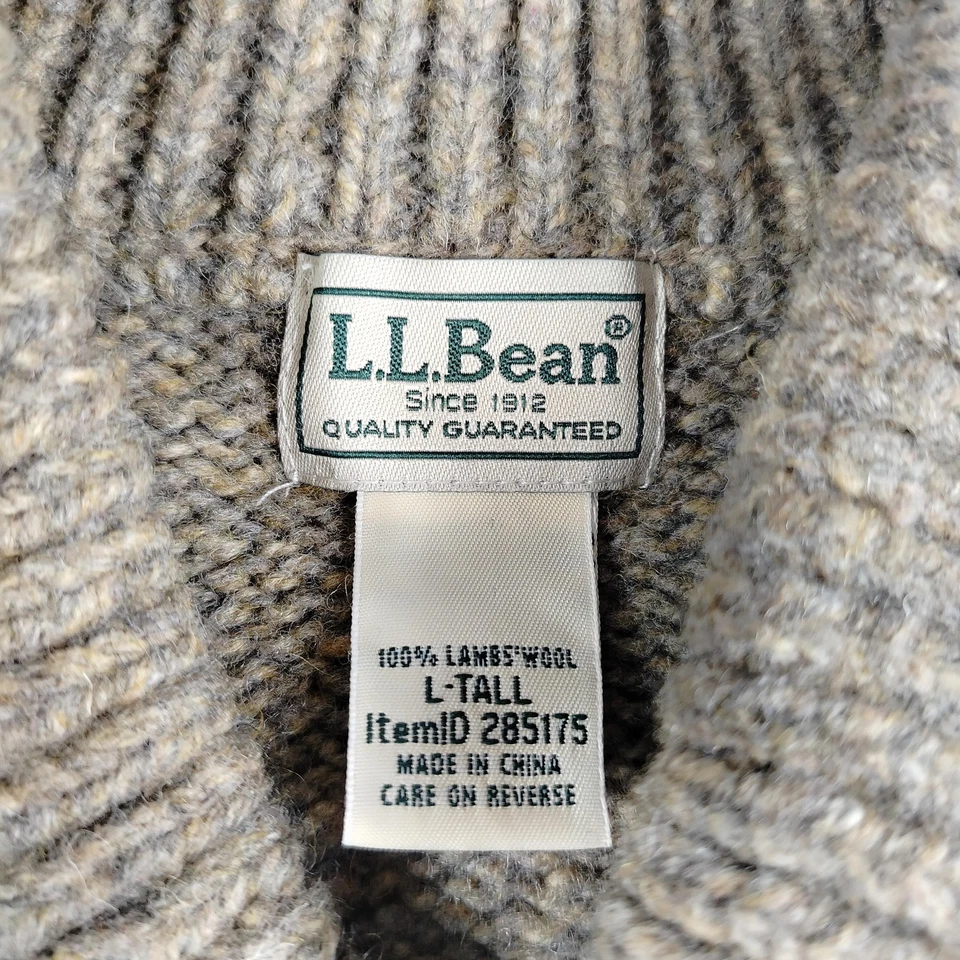 L.L.Bean®
Since 1912
QUALITY GUARANTEED
100% LAMBS' WOOL
L-TALL
ItemID 285175
MADE IN CHINA
CARE ON REVERSE